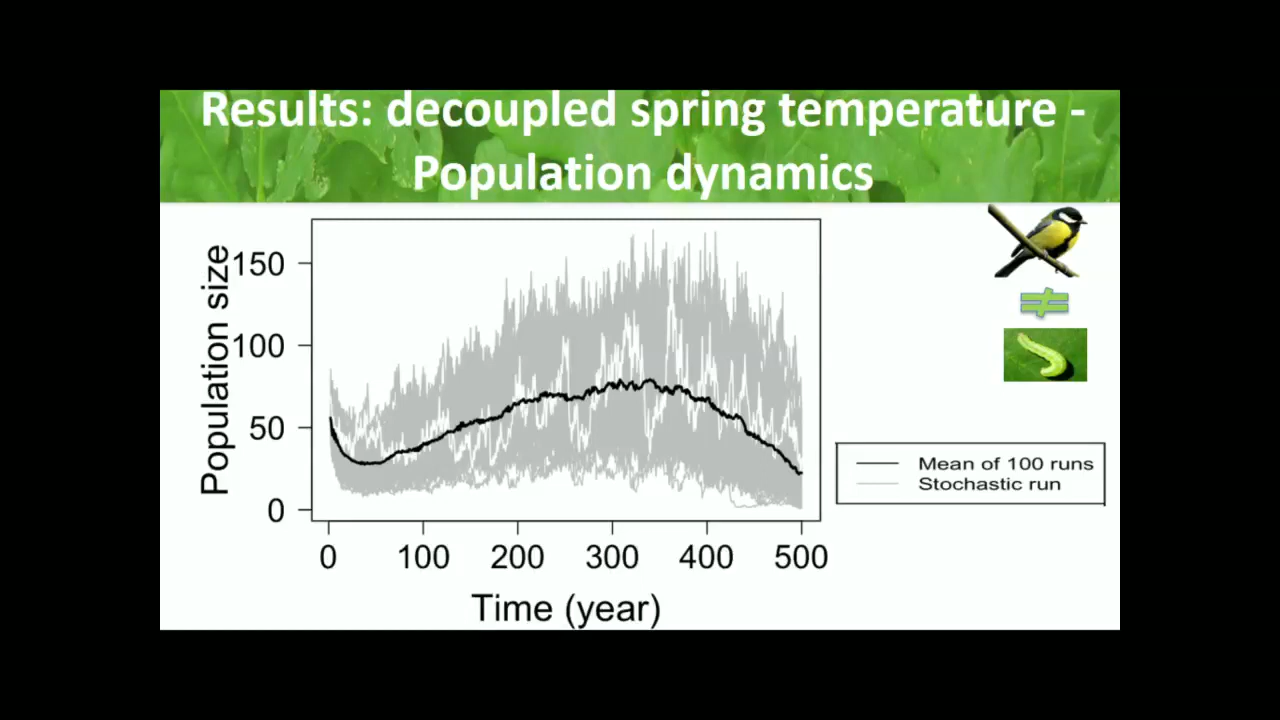 Results: decoupled spring temperature -
Population dynamics
Population size
150
100
50
0
0 100 200 300 400 500
Time (year)
≠
Mean of 100 runs
Stochastic run